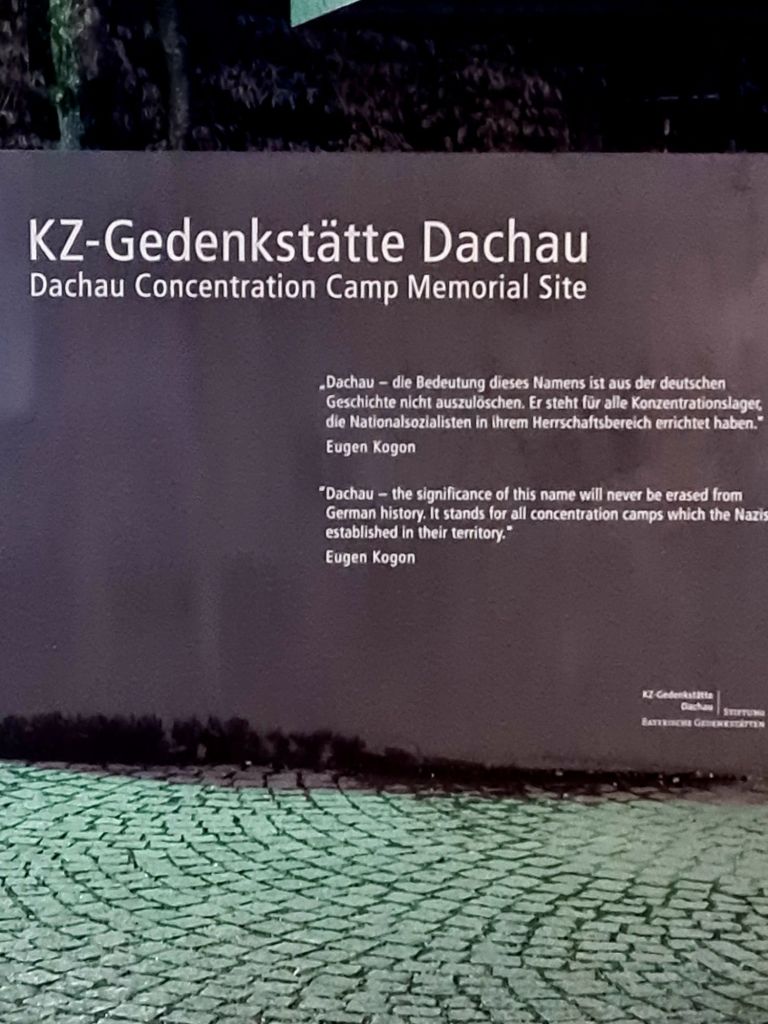 KZ-Gedenkstätte Dachau
Dachau Concentration Camp Memorial Site
„Dachau – die Bedeutung dieses Namens ist aus der deutschen
Geschichte nicht auszulöschen. Er steht für alle Konzentrationslager,
die Nationalsozialisten in ihrem Herrschaftsbereich errichtet haben."
Eugen Kogon
"Dachau – the significance of this name will never be erased from
German history. It stands for all concentration camps which the Nazis
established in their territory."
Eugen Kogon
KZ-Gedenkstätte
Dachau
Stiftung
Bayerische Gedenkstätten